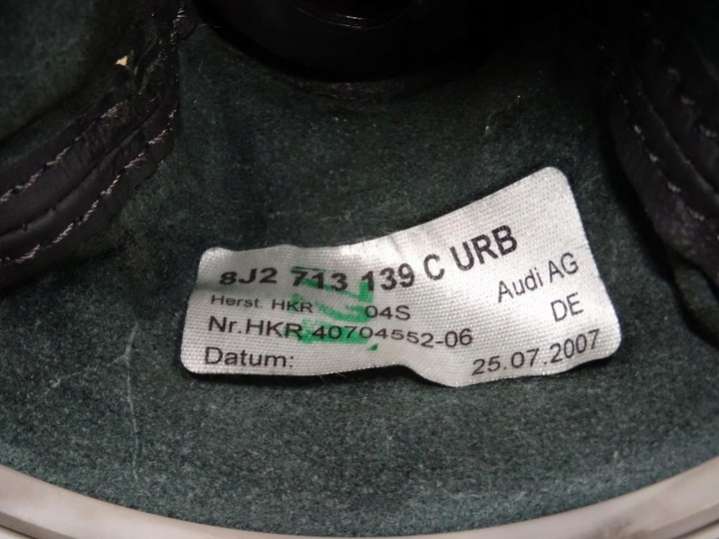 8J2 713 139 C URB
Herst. HKR 04S Audi AG
Nr.HKR 40704552-06 DE
Datum: 25.07.2007